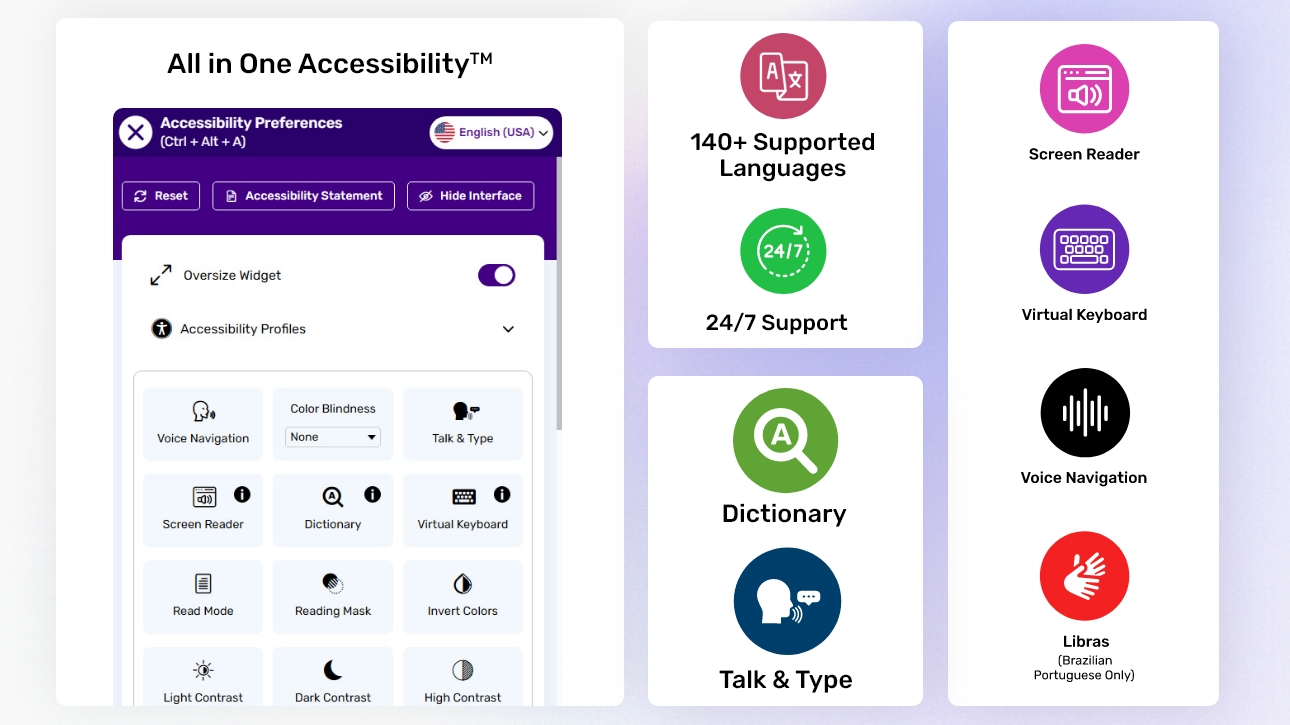 All in One Accessibility™
Accessibility Preferences
(Ctrl + Alt + A)
English (USA)
Reset
Accessibility Statement
Hide Interface
Oversize Widget
Accessibility Profiles
Voice Navigation
Color Blindness
None
Talk & Type
Screen Reader
Dictionary
Virtual Keyboard
Read Mode
Reading Mask
Invert Colors
Light Contrast
Dark Contrast
High Contrast
A 文
140+ Supported
Languages
24/7
24/7 Support
A
Dictionary
Talk & Type
Screen Reader
Virtual Keyboard
Voice Navigation
Libras
(Brazilian
Portuguese Only)